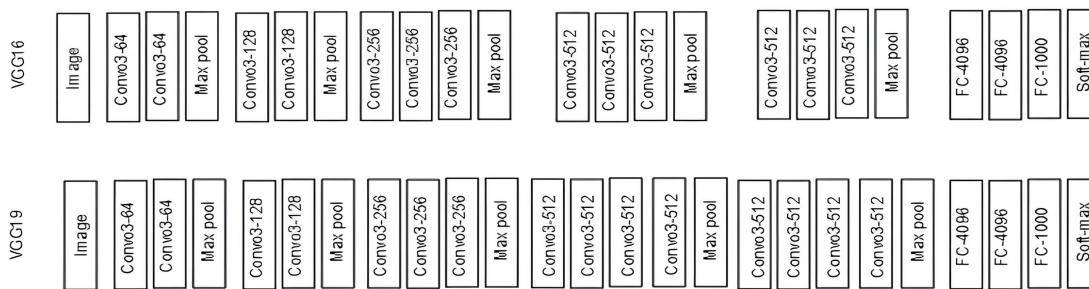 VGG16
Image
Convo3-64
Convo3-64
Max pool
Convo3-128
Convo3-128
Max pool
Convo3-256
Convo3-256
Convo3-256
Max pool
Convo3-512
Convo3-512
Convo3-512
Max pool
Convo3-512
Convo3-512
Convo3-512
Max pool
FC-4096
FC-4096
FC-1000
Soft-max
VGG19
Image
Convo3-64
Convo3-64
Max pool
Convo3-128
Convo3-128
Max pool
Convo3-256
Convo3-256
Convo3-256
Max pool
Convo3-512
Convo3-512
Convo3-512
Convo3-512
Max pool
Convo3-512
Convo3-512
Convo3-512
Convo3-512
Max pool
FC-4096
FC-4096
FC-1000
Soft-max